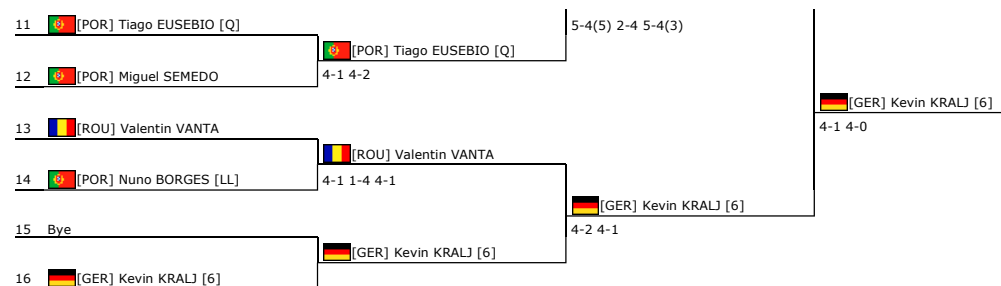 11 [POR] Tiago EUSEBIO [Q]
5-4(5) 2-4 5-4(3)
[POR] Tiago EUSEBIO [Q]
12 [POR] Miguel SEMEDO
4-1 4-2
[GER] Kevin KRALJ [6]
13 [ROU] Valentin VANTA
4-1 4-0
[ROU] Valentin VANTA
14 [POR] Nuno BORGES [LL]
4-1 1-4 4-1
[GER] Kevin KRALJ [6]
15 Bye
4-2 4-1
[GER] Kevin KRALJ [6]
16 [GER] Kevin KRALJ [6]